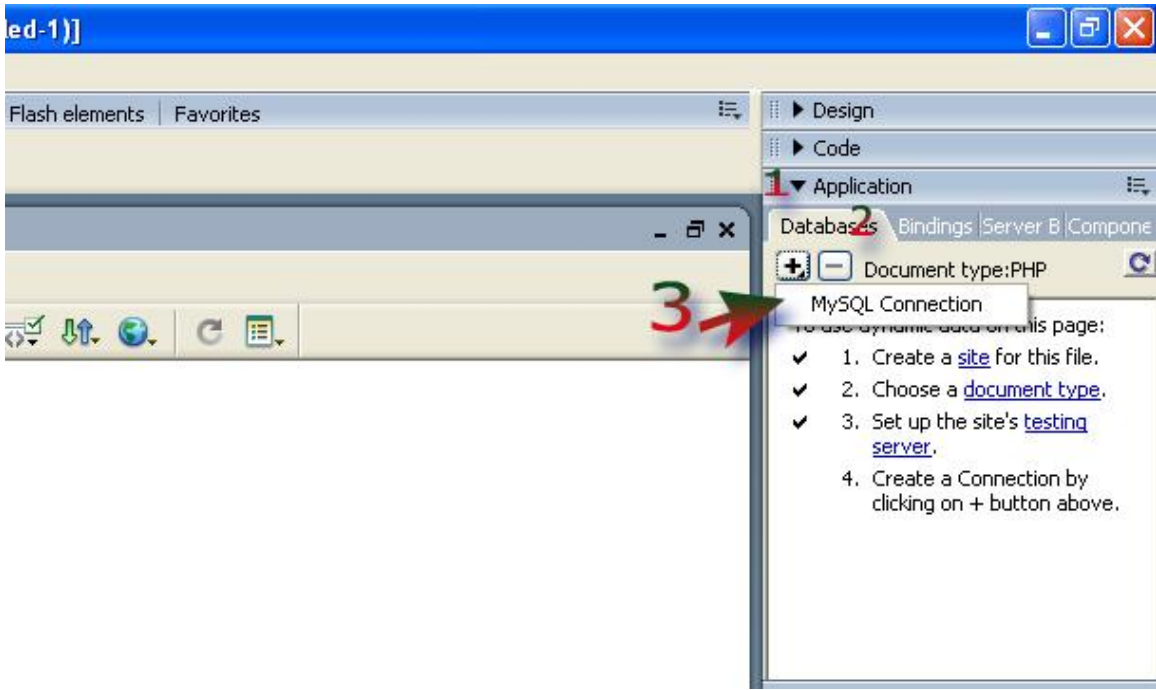 led-1)]
Flash elements | Favorites
Design
Code
1 Application
2
Databases Bindings Server B Compone
Document type:PHP
3
MySQL Connection
To use dynamic data on this page:
1. Create a site for this file.
2. Choose a document type.
3. Set up the site's testing
server.
4. Create a Connection by
clicking on + button above.